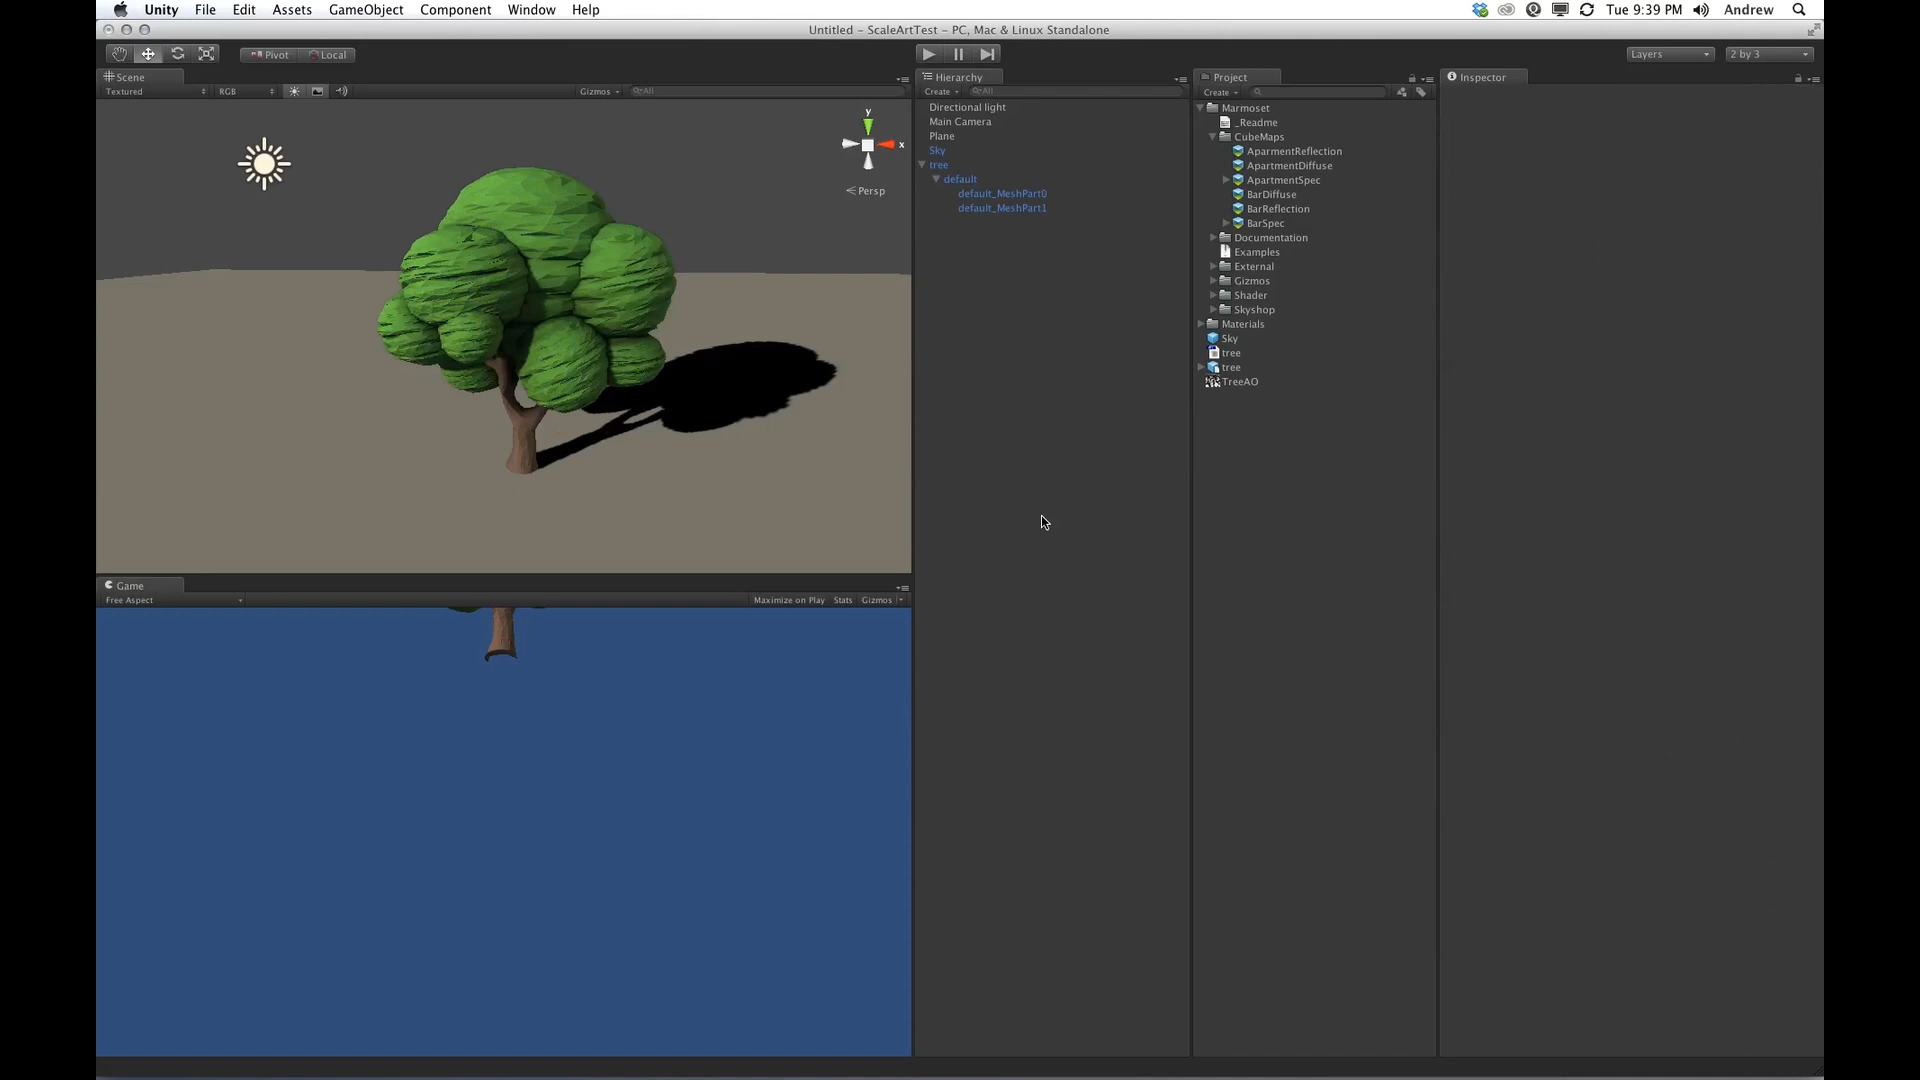 Unity File Edit Assets GameObject Component Window Help Tue 9:39 PM Andrew
Untitled – ScaleArtTest – PC, Mac & Linux Standalone
Pivot Local Layers 2 by 3
Scene
Textured RGB Gizmos All
y
x
Persp
Game
Free Aspect Maximize on Play Stats Gizmos
Hierarchy
Create All
Directional light
Main Camera
Plane
Sky
tree
default
default_MeshPart0
default_MeshPart1
Project
Create
Marmoset
_Readme
CubeMaps
AparmentReflection
ApartmentDiffuse
ApartmentSpec
BarDiffuse
BarReflection
BarSpec
Documentation
Examples
External
Gizmos
Shader
Skyshop
Materials
Sky
tree
tree
TreeAO
Inspector